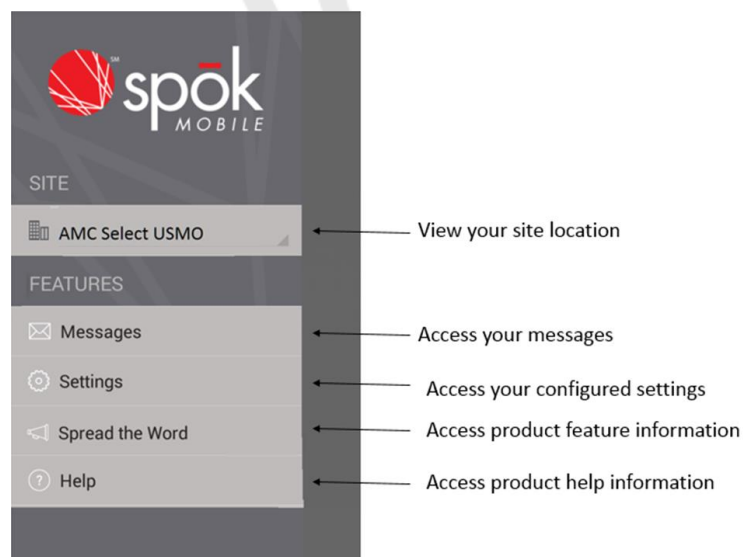 SM
spōk
MOBILE
SITE
AMC Select USMO
View your site location
FEATURES
Messages
Access your messages
Settings
Access your configured settings
Spread the Word
Access product feature information
? Help
Access product help information